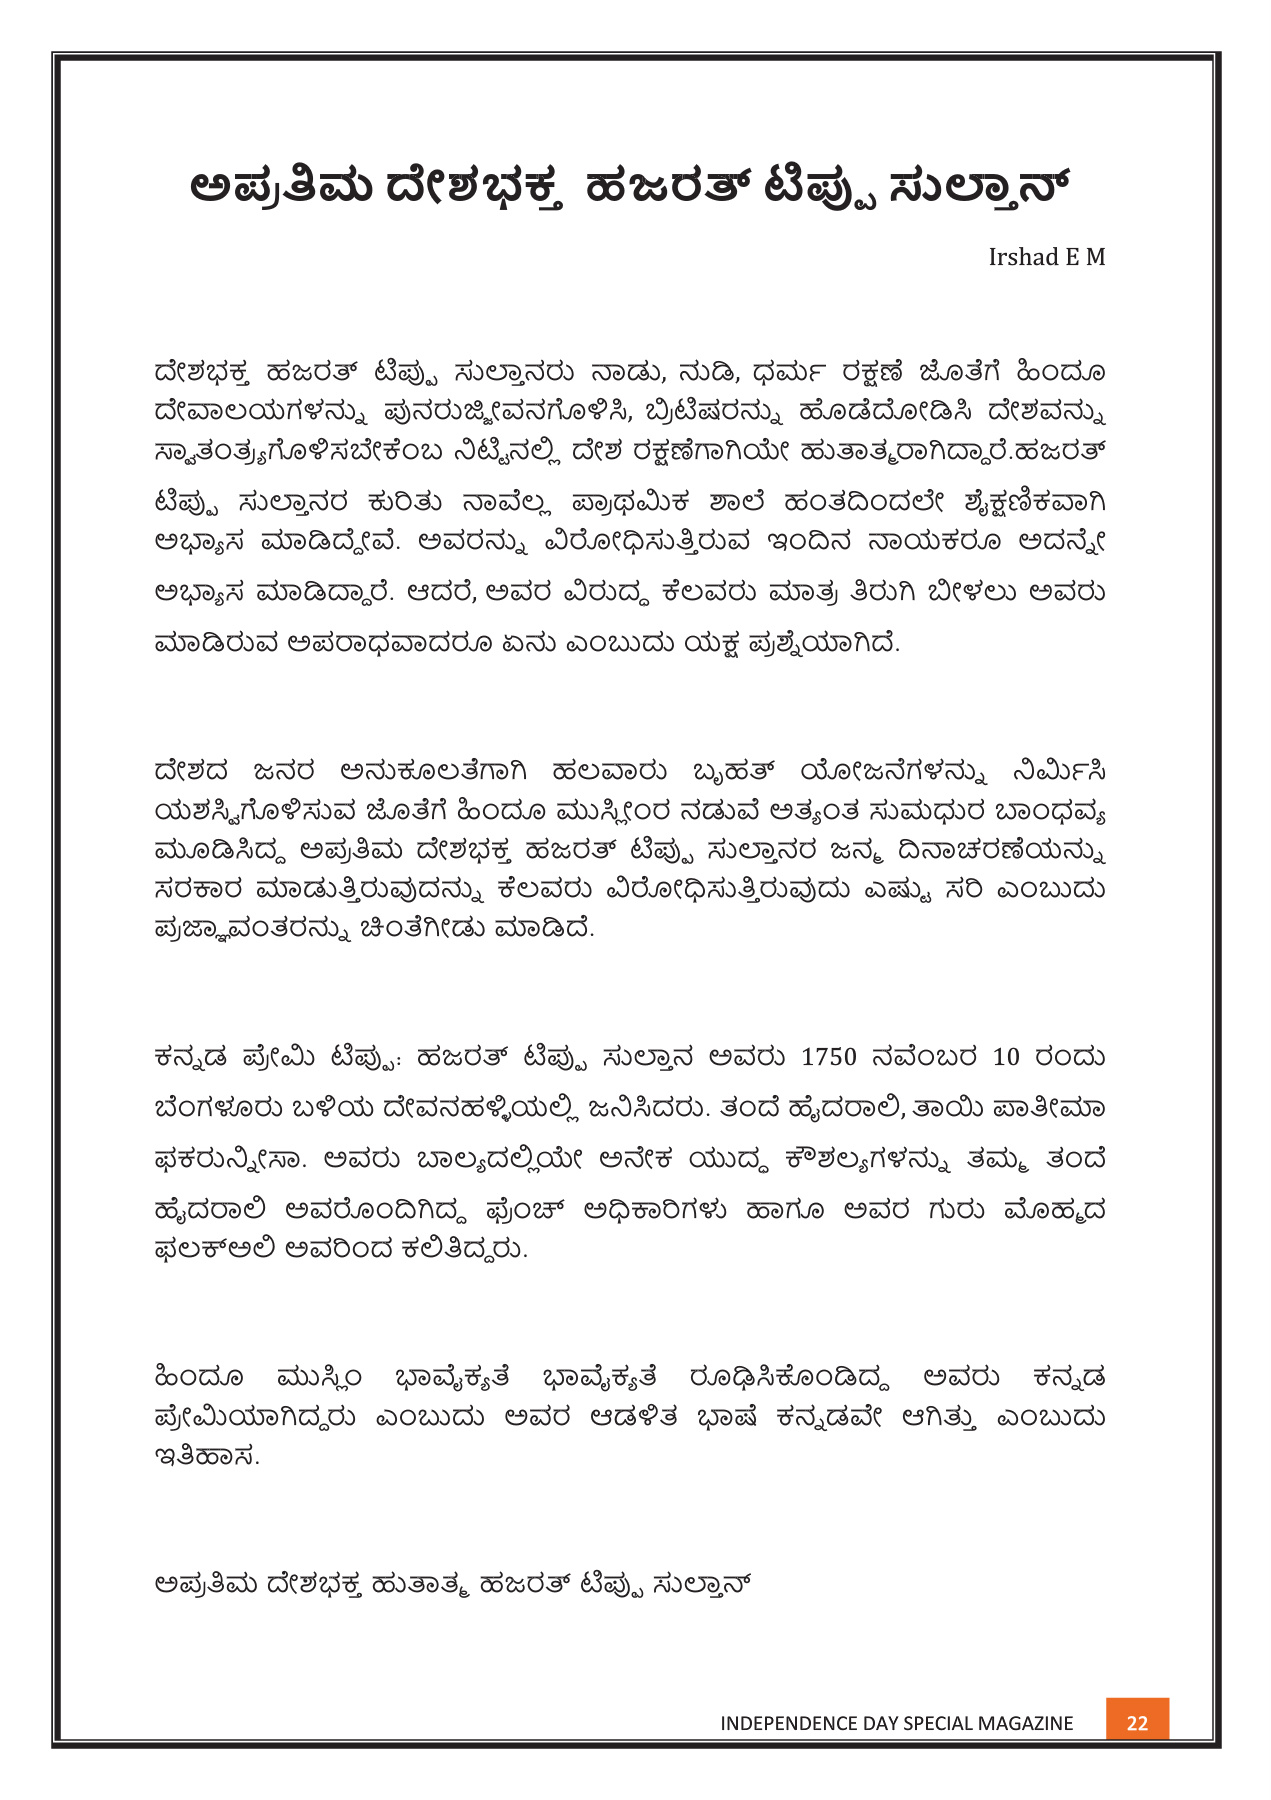 ಅಪ್ರತಿಮ ದೇಶಭಕ್ತ ಹಜರತ್ ಟಿಪ್ಪು ಸುಲ್ತಾನ್
Irshad E M
ದೇಶಭಕ್ತ ಹಜರತ್ ಟಿಪ್ಪು ಸುಲ್ತಾನರು ನಾಡು, ನುಡಿ, ಧರ್ಮ ರಕ್ಷಣೆ ಜೊತೆಗೆ ಹಿಂದೂ
ದೇವಾಲಯಗಳನ್ನು ಪುನರುಜ್ಜೀವನಗೊಳಿಸಿ, ಬ್ರಿಟಿಷರನ್ನು ಹೊಡೆದೋಡಿಸಿ ದೇಶವನ್ನು
ಸ್ವಾತಂತ್ರ್ಯಗೊಳಿಸಬೇಕೆಂಬ ನಿಟ್ಟಿನಲ್ಲಿ ದೇಶ ರಕ್ಷಣೆಗಾಗಿಯೇ ಹುತಾತ್ಮರಾಗಿದ್ದಾರೆ.ಹಜರತ್
ಟಿಪ್ಪು ಸುಲ್ತಾನರ ಕುರಿತು ನಾವೆಲ್ಲ ಪ್ರಾಥಮಿಕ ಶಾಲೆ ಹಂತದಿಂದಲೇ ಶೈಕ್ಷಣಿಕವಾಗಿ
ಅಭ್ಯಾಸ ಮಾಡಿದ್ದೇವೆ. ಅವರನ್ನು ವಿರೋಧಿಸುತ್ತಿರುವ ಇಂದಿನ ನಾಯಕರೂ ಅದನ್ನೇ
ಅಭ್ಯಾಸ ಮಾಡಿದ್ದಾರೆ. ಆದರೆ, ಅವರ ವಿರುದ್ಧ ಕೆಲವರು ಮಾತ್ರ ತಿರುಗಿ ಬೀಳಲು ಅವರು
ಮಾಡಿರುವ ಅಪರಾಧವಾದರೂ ಏನು ಎಂಬುದು ಯಕ್ಷ ಪ್ರಶ್ನೆಯಾಗಿದೆ.
ದೇಶದ ಜನರ ಅನುಕೂಲತೆಗಾಗಿ ಹಲವಾರು ಬೃಹತ್ ಯೋಜನೆಗಳನ್ನು ನಿರ್ಮಿಸಿ
ಯಶಸ್ವಿಗೊಳಿಸುವ ಜೊತೆಗೆ ಹಿಂದೂ ಮುಸ್ಲೀಂರ ನಡುವೆ ಅತ್ಯಂತ ಸುಮಧುರ ಬಾಂಧವ್ಯ
ಮೂಡಿಸಿದ್ದ ಅಪ್ರತಿಮ ದೇಶಭಕ್ತ ಹಜರತ್ ಟಿಪ್ಪು ಸುಲ್ತಾನರ ಜನ್ಮ ದಿನಾಚರಣೆಯನ್ನು
ಸರಕಾರ ಮಾಡುತ್ತಿರುವುದನ್ನು ಕೆಲವರು ವಿರೋಧಿಸುತ್ತಿರುವುದು ಎಷ್ಟು ಸರಿ ಎಂಬುದು
ಪ್ರಜ್ಞಾವಂತರನ್ನು ಚಿಂತೆಗೀಡು ಮಾಡಿದೆ.
ಕನ್ನಡ ಪ್ರೇಮಿ ಟಿಪ್ಪು: ಹಜರತ್ ಟಿಪ್ಪು ಸುಲ್ತಾನ ಅವರು 1750 ನವೆಂಬರ 10 ರಂದು
ಬೆಂಗಳೂರು ಬಳಿಯ ದೇವನಹಳ್ಳಿಯಲ್ಲಿ ಜನಿಸಿದರು. ತಂದೆ ಹೈದರಾಲಿ, ತಾಯಿ ಪಾತೀಮಾ
ಫಕರುನ್ನೀಸಾ. ಅವರು ಬಾಲ್ಯದಲ್ಲಿಯೇ ಅನೇಕ ಯುದ್ಧ ಕೌಶಲ್ಯಗಳನ್ನು ತಮ್ಮ ತಂದೆ
ಹೈದರಾಲಿ ಅವರೊಂದಿಗಿದ್ದ ಫ್ರೆಂಚ್ ಅಧಿಕಾರಿಗಳು ಹಾಗೂ ಅವರ ಗುರು ಮೊಹ್ಮದ
ಫಲಕ್ಅಲಿ ಅವರಿಂದ ಕಲಿತಿದ್ದರು.
ಹಿಂದೂ ಮುಸ್ಲಿಂ ಭಾವೈಕ್ಯತೆ ಭಾವೈಕ್ಯತೆ ರೂಢಿಸಿಕೊಂಡಿದ್ದ ಅವರು ಕನ್ನಡ
ಪ್ರೇಮಿಯಾಗಿದ್ದರು ಎಂಬುದು ಅವರ ಆಡಳಿತ ಭಾಷೆ ಕನ್ನಡವೇ ಆಗಿತ್ತು ಎಂಬುದು
ಇತಿಹಾಸ.
ಅಪ್ರತಿಮ ದೇಶಭಕ್ತ ಹುತಾತ್ಮ ಹಜರತ್ ಟಿಪ್ಪು ಸುಲ್ತಾನ್
INDEPENDENCE DAY SPECIAL MAGAZINE 22